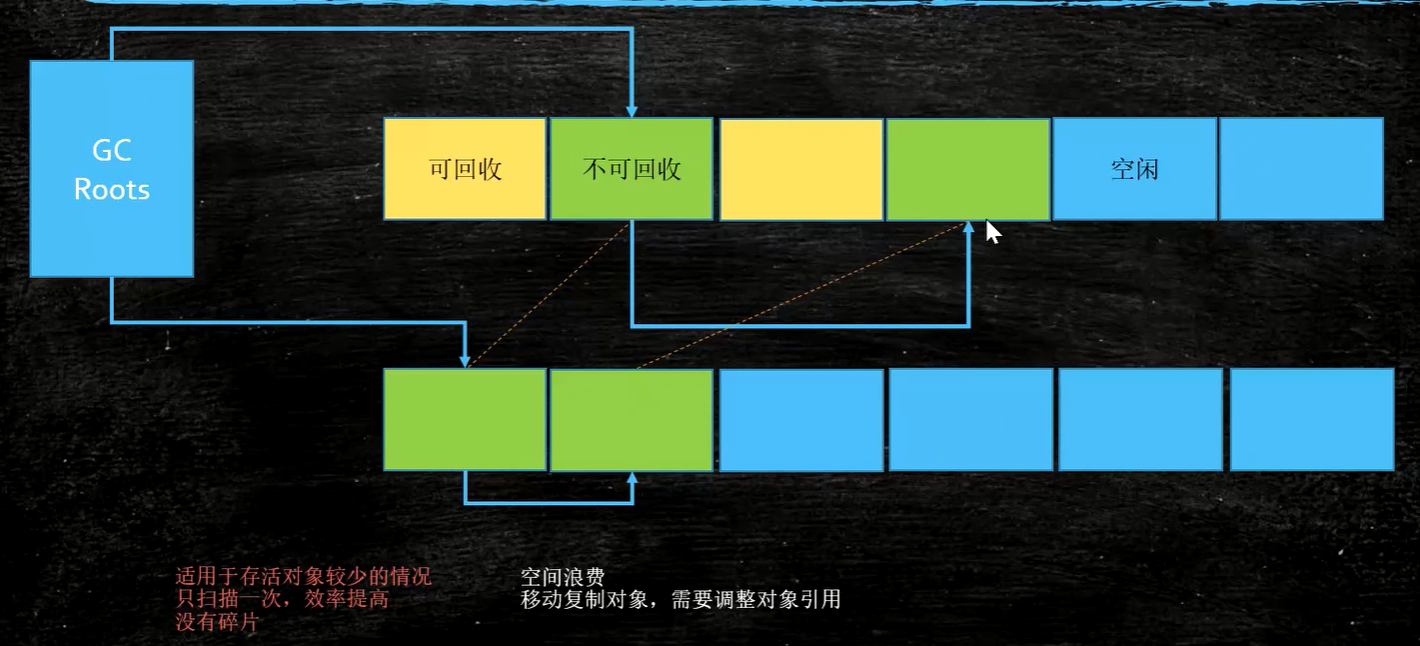 GC
Roots
可回收
不可回收
空闲
适用于存活对象较少的情况
只扫描一次，效率提高
没有碎片
空间浪费
移动复制对象，需要调整对象引用